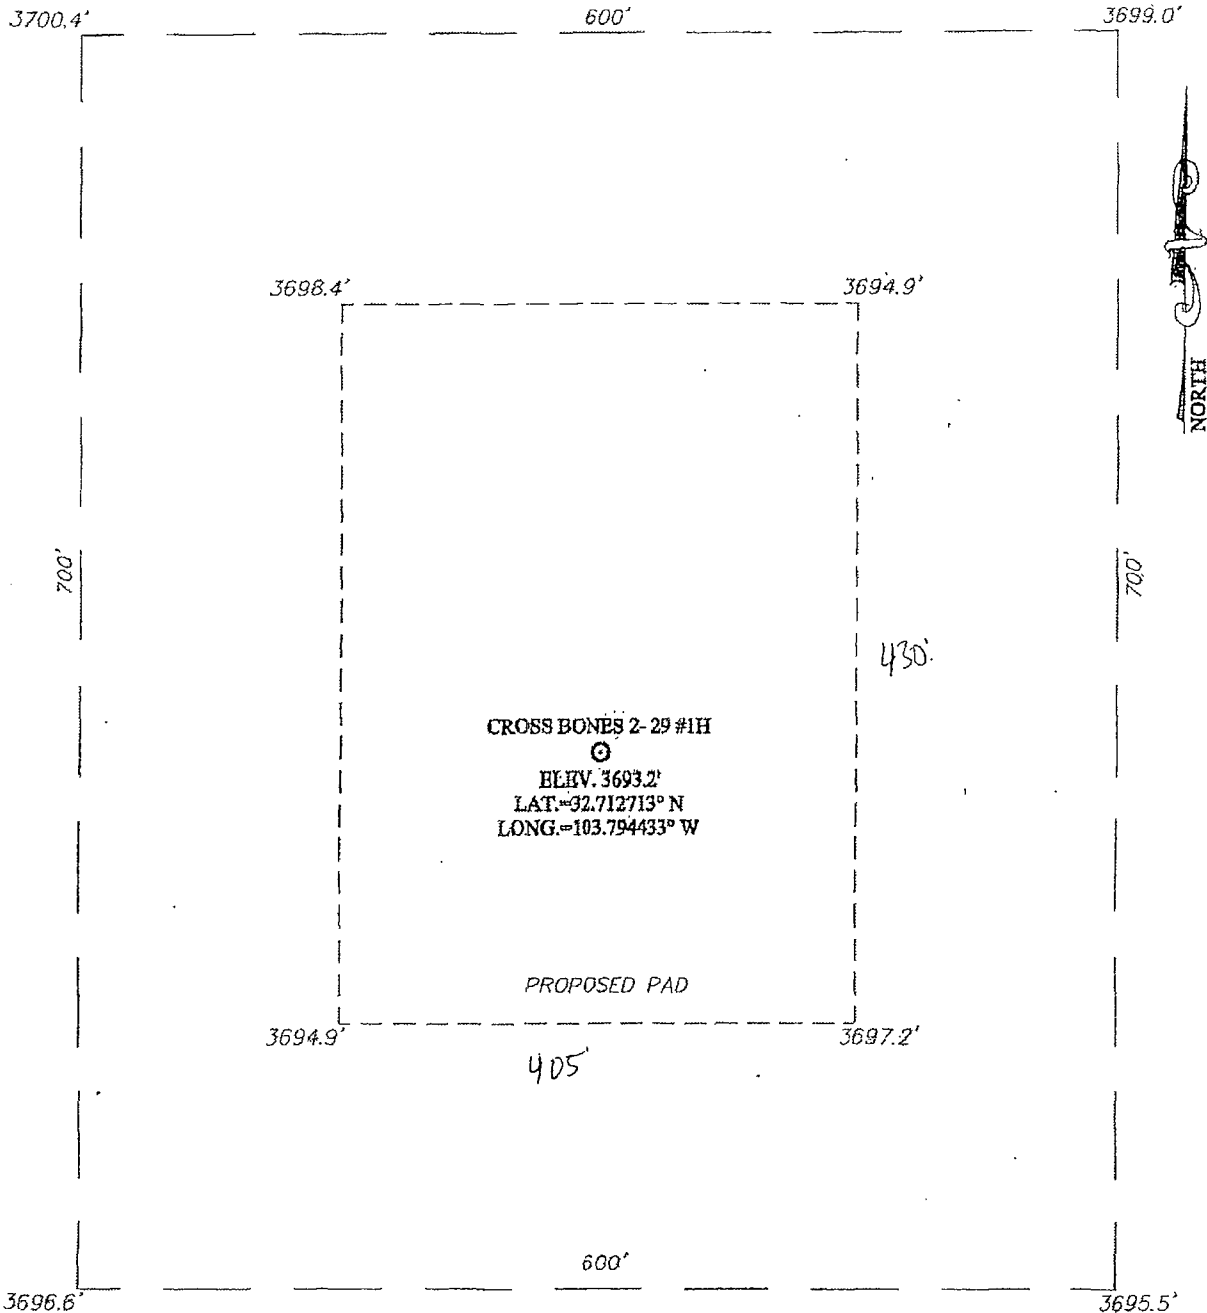 3700.4' 600' 3699.0'
NORTH
3698.4' 3694.9'
700' 700'
430'
CROSS BONES 2-29 #1H
ELEV. 3693.2'
LAT.=32.712713° N
LONG.=103.794433° W
PROPOSED PAD
3694.9' 3697.2'
405'
600'
3696.6' 3695.5'